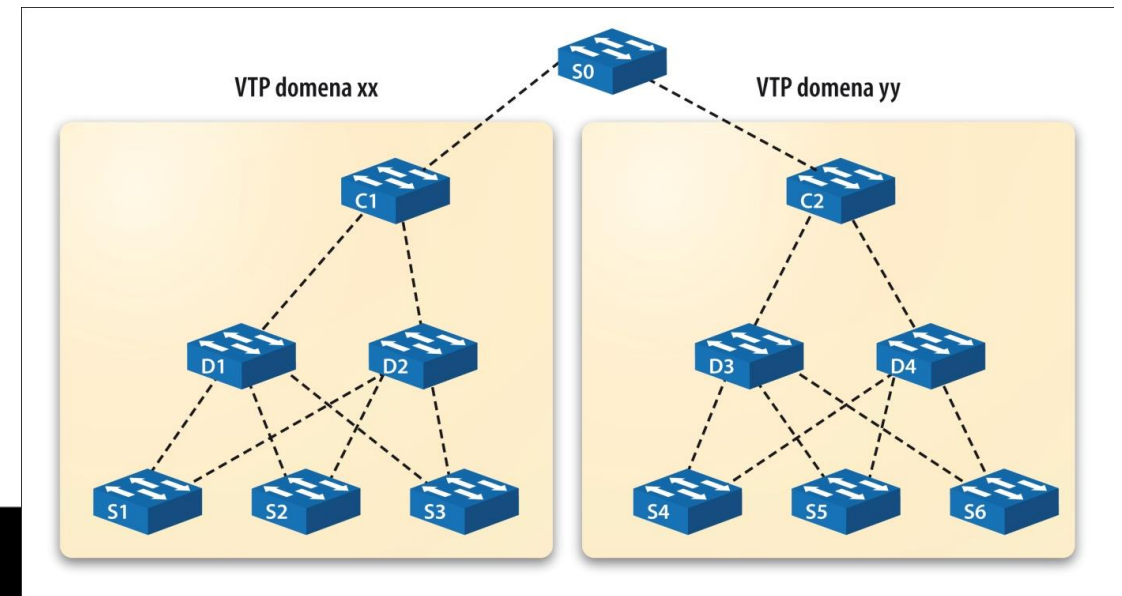 S0
VTP domena xx
VTP domena yy
C1
C2
D1
D2
D3
D4
S1
S2
S3
S4
S5
S6